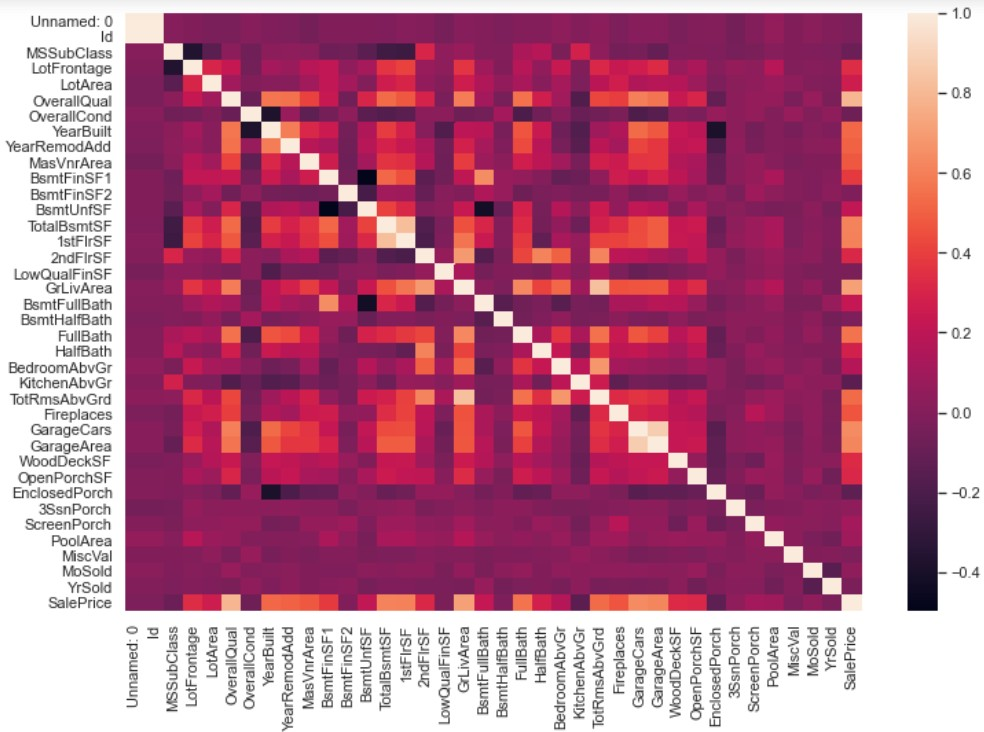 Unnamed: 0
Id
MSSubClass
LotFrontage
LotArea
OverallQual
OverallCond
YearBuilt
YearRemodAdd
MasVnrArea
BsmtFinSF1
BsmtFinSF2
BsmtUnfSF
TotalBsmtSF
1stFlrSF
2ndFlrSF
LowQualFinSF
GrLivArea
BsmtFullBath
BsmtHalfBath
FullBath
HalfBath
BedroomAbvGr
KitchenAbvGr
TotRmsAbvGrd
Fireplaces
GarageCars
GarageArea
WoodDeckSF
OpenPorchSF
EnclosedPorch
3SsnPorch
ScreenPorch
PoolArea
MiscVal
MoSold
YrSold
SalePrice
Unnamed: 0
Id
MSSubClass
LotFrontage
LotArea
OverallQual
OverallCond
YearBuilt
YearRemodAdd
MasVnrArea
BsmtFinSF1
BsmtFinSF2
BsmtUnfSF
TotalBsmtSF
1stFlrSF
2ndFlrSF
LowQualFinSF
GrLivArea
BsmtFullBath
BsmtHalfBath
FullBath
HalfBath
BedroomAbvGr
KitchenAbvGr
TotRmsAbvGrd
Fireplaces
GarageCars
GarageArea
WoodDeckSF
OpenPorchSF
EnclosedPorch
3SsnPorch
ScreenPorch
PoolArea
MiscVal
MoSold
YrSold
SalePrice
1.0
0.8
0.6
0.4
0.2
0.0
−0.2
−0.4